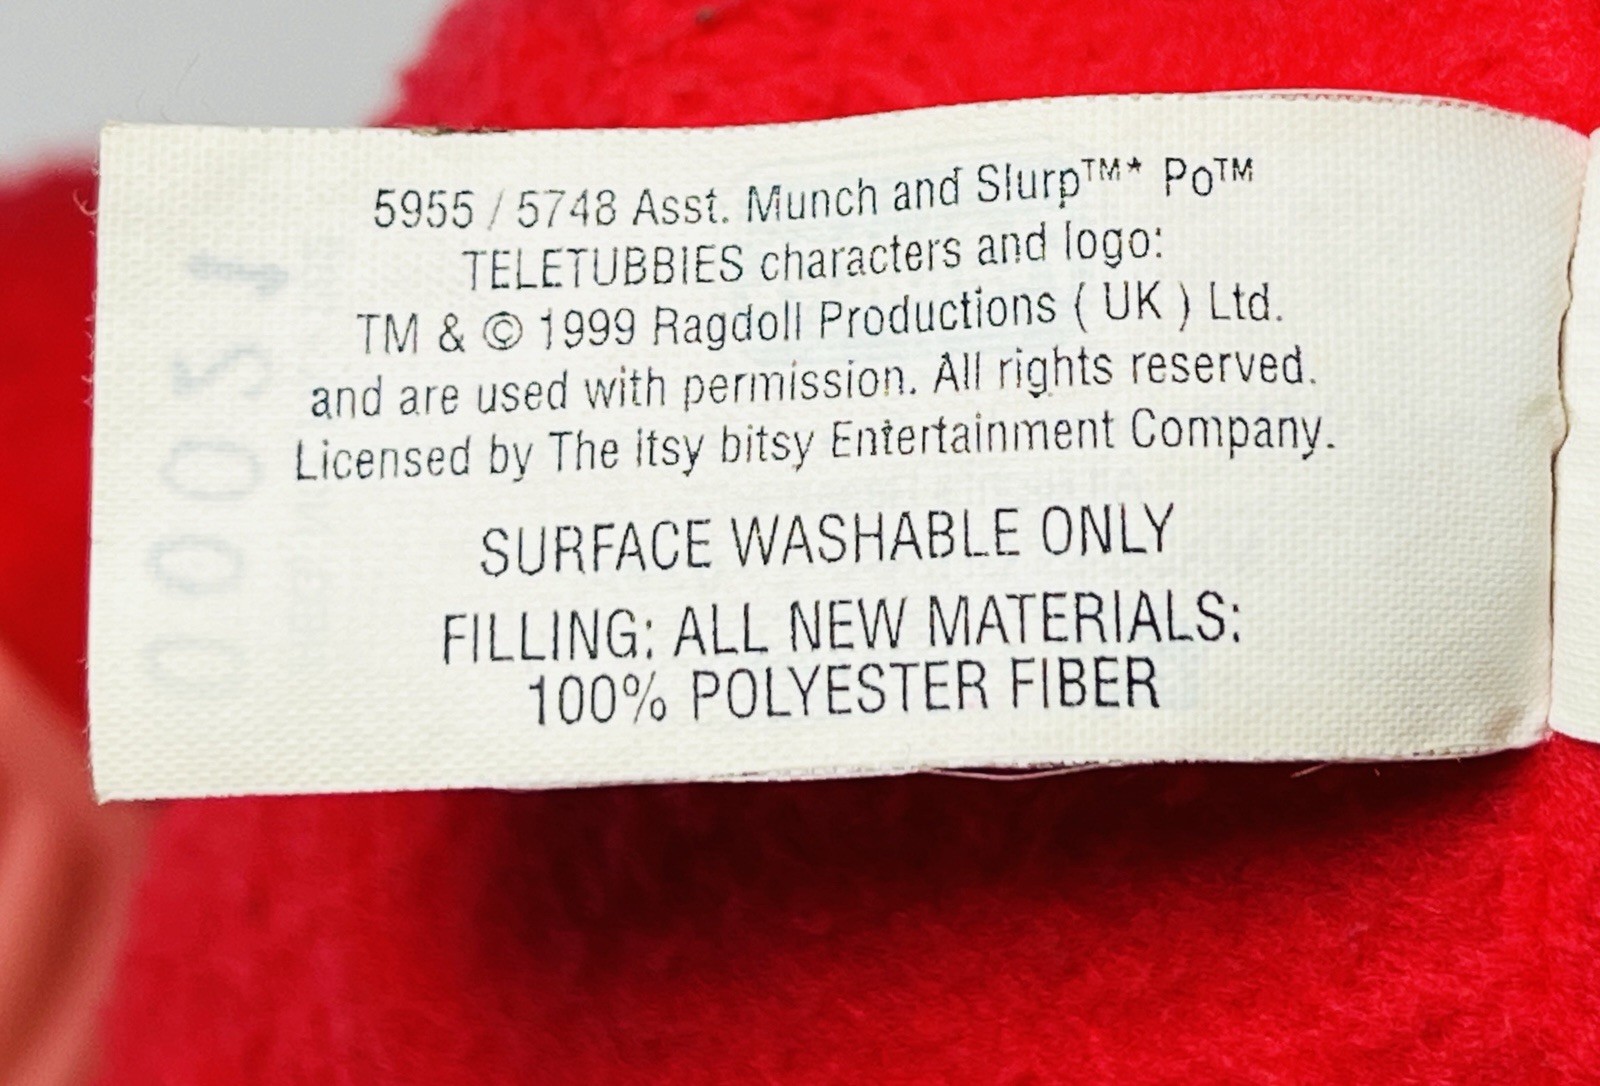 5955 / 5748 Asst. Munch and Slurp™* Po™
TELETUBBIES characters and logo:
TM & © 1999 Ragdoll Productions ( UK ) Ltd.
and are used with permission. All rights reserved.
Licensed by The itsy bitsy Entertainment Company.
SURFACE WASHABLE ONLY
FILLING: ALL NEW MATERIALS:
100% POLYESTER FIBER